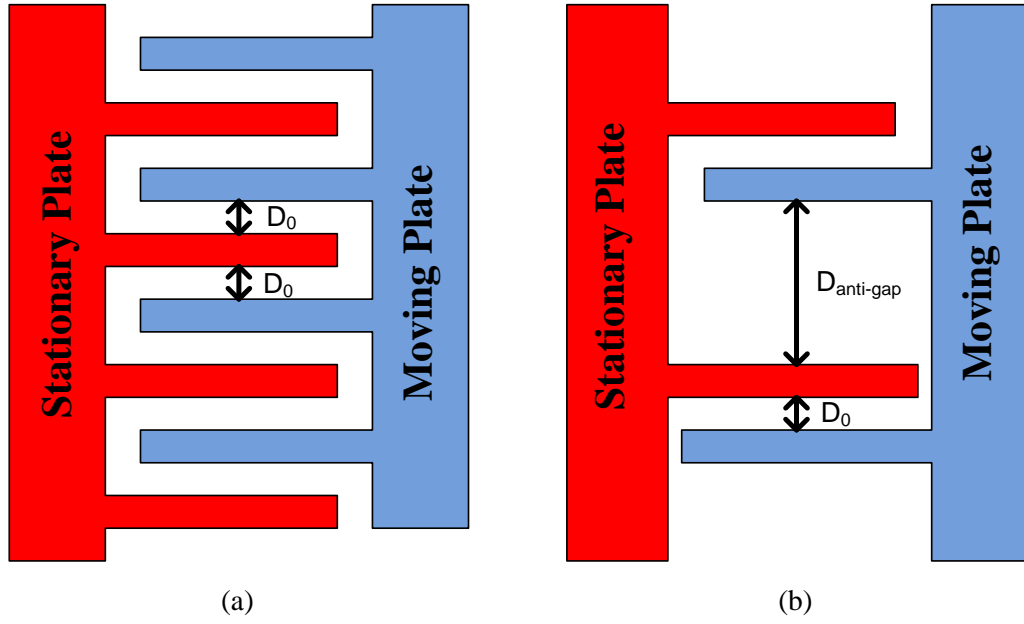 Stationary Plate
D0
D0
Moving Plate
(a)
Stationary Plate
Danti-gap
D0
Moving Plate
(b)